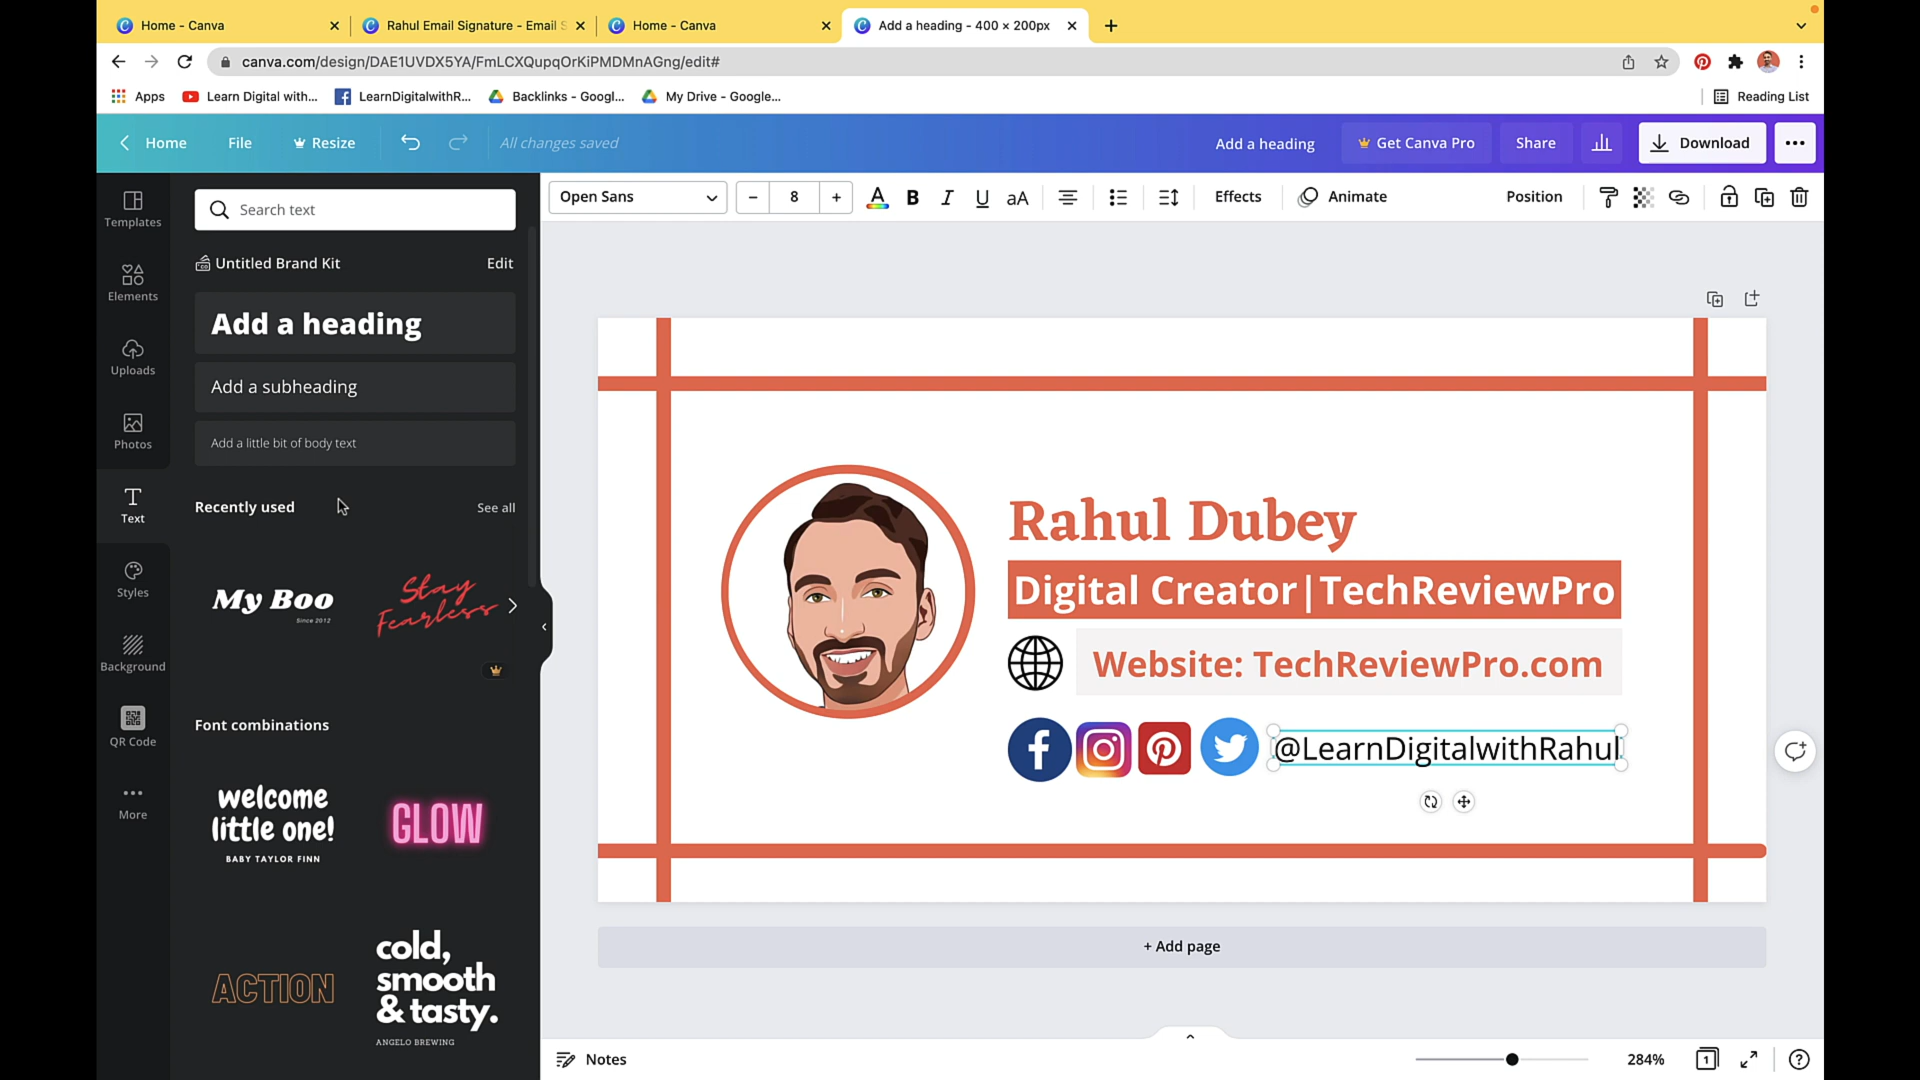 Home - Canva
Rahul Email Signature - Email S
Home - Canva
Add a heading - 400 × 200px
canva.com/design/DAE1UVDX5YA/FmLCXQupqOrKiPMDMnAGng/edit#
Apps
Learn Digital with...
LearnDigitalwithR...
Backlinks - Googl...
My Drive - Google...
Reading List
Home
File
Resize
All changes saved
Add a heading
Get Canva Pro
Share
Download
Templates
Elements
Uploads
Photos
Text
Styles
Background
QR Code
More
Search text
Untitled Brand Kit
Edit
Add a heading
Add a subheading
Add a little bit of body text
Recently used
See all
My Boo
Since 2012
Stay
Fearless
Font combinations
welcome
little one!
BABY TAYLOR FINN
GLOW
ACTION
cold,
smooth
& tasty.
ANGELO BREWING
Open Sans
8
A
B
I
U
aA
Effects
Animate
Position
Rahul Dubey
Digital Creator|TechReviewPro
Website: TechReviewPro.com
@LearnDigitalwithRahul
+ Add page
Notes
284%
1